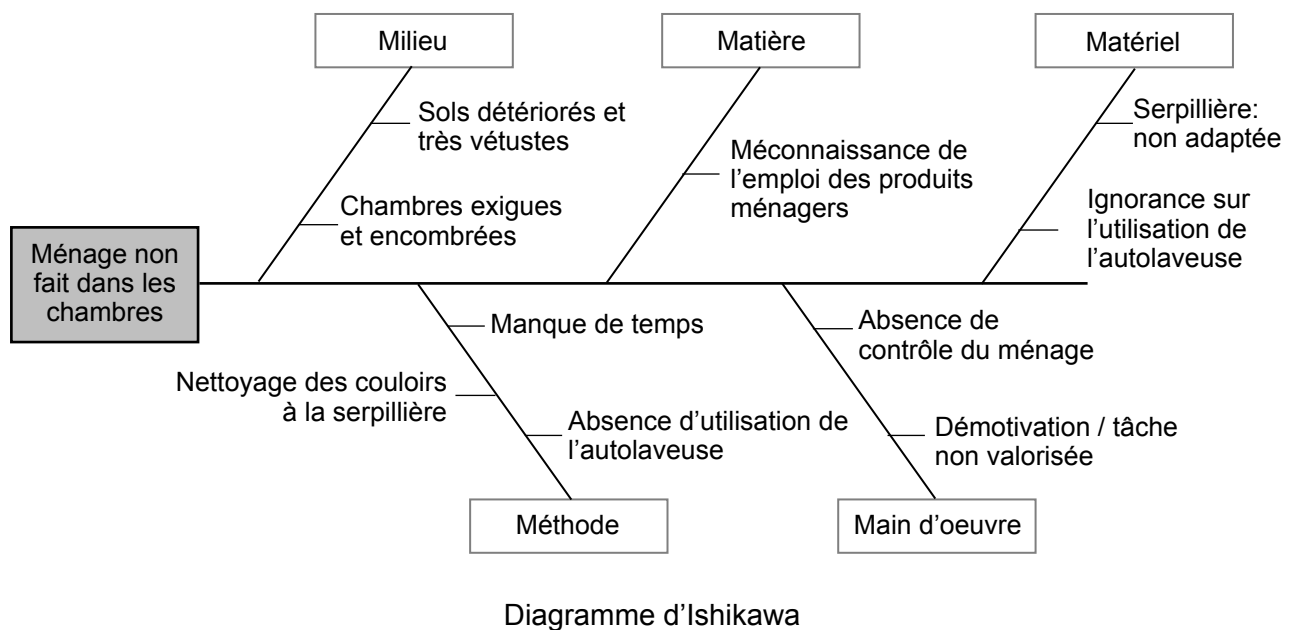 Milieu
Matière
Matériel
Sols détériorés et
très vétustes
Serpillière:
non adaptée
Méconnaissance de
l’emploi des produits
ménagers
Chambres exigues
et encombrées
Ignorance sur
l’utilisation de
l’autolaveuse
Ménage non
fait dans les
chambres
Manque de temps
Absence de
contrôle du ménage
Nettoyage des couloirs
à la serpillière
Absence d’utilisation de
l’autolaveuse
Démotivation / tâche
non valorisée
Méthode
Main d’oeuvre
Diagramme d’Ishikawa